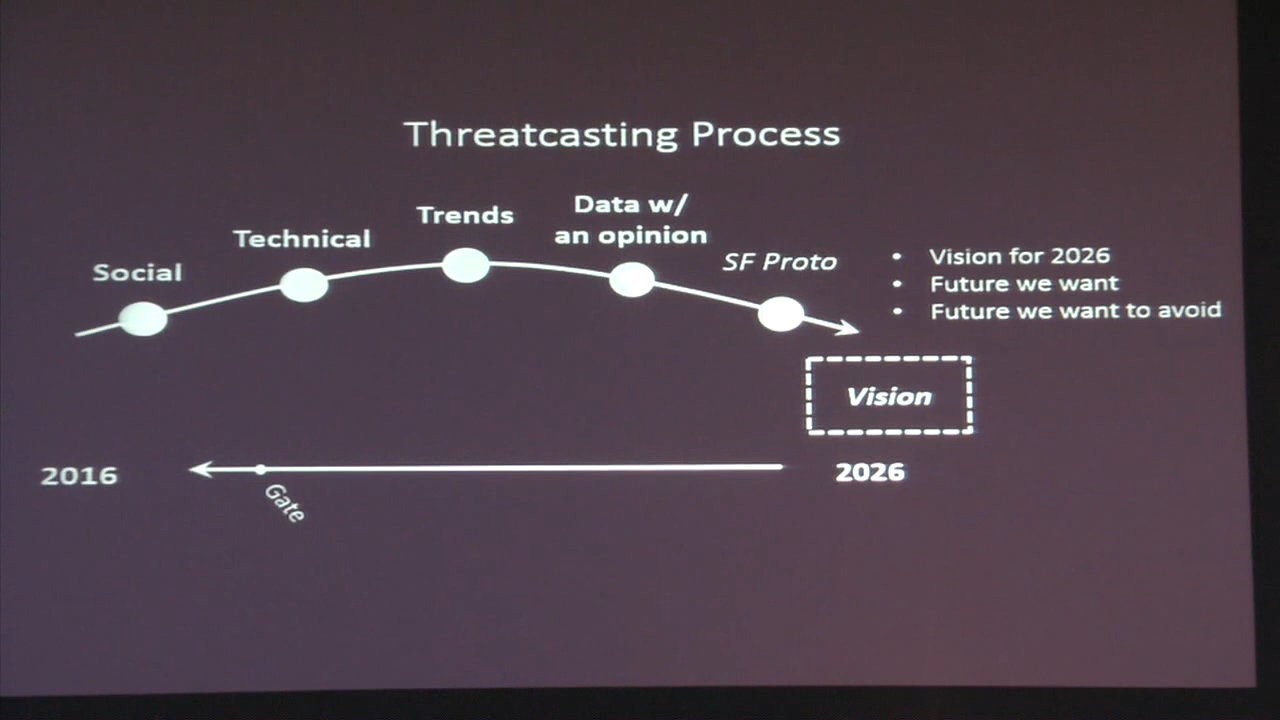 Threatcasting Process
Social
Technical
Trends
Data w/
an opinion
SF Proto
• Vision for 2026
• Future we want
• Future we want to avoid
Vision
2016
Gate
2026